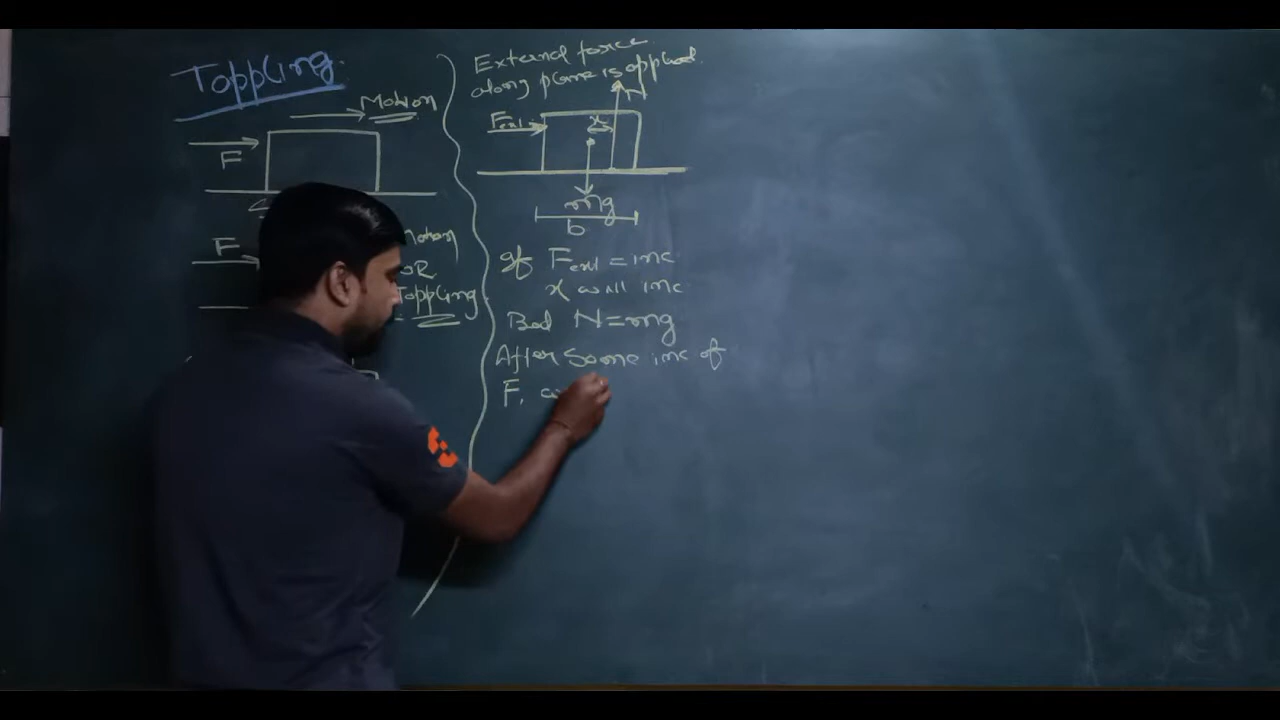 Toppling.
Motion
F
F
Motion
OR
Toppling
External force
along plane is applied.
N
Fext
x
mg
b
If Fext = inc
x will inc
But N = mg
After some inc of
F,